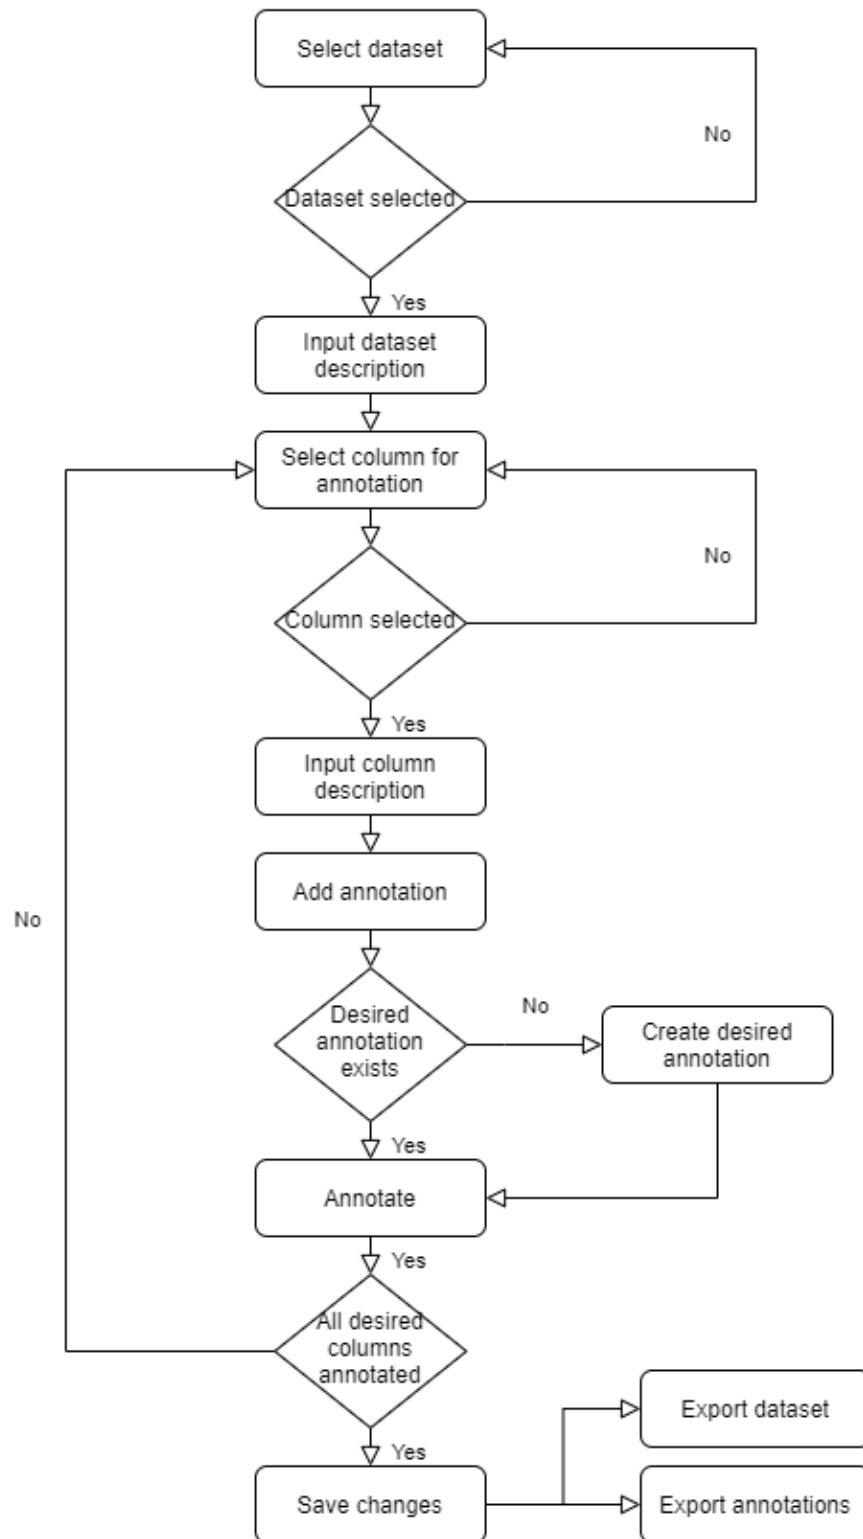 Select dataset
No
Dataset selected
Yes
Input dataset
description
Select column for
annotation
No
Column selected
Yes
Input column
description
Add annotation
No
Desired
annotation
exists
No
Create desired
annotation
Yes
Annotate
Yes
All desired
columns
annotated
Yes
Export dataset
Save changes
Export annotations